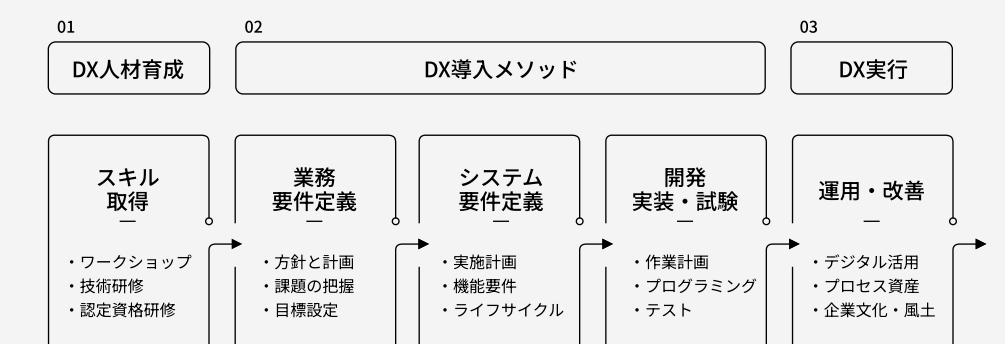 01
DX人材育成
02
DX導入メソッド
03
DX実行
スキル
取得
・ワークショップ
・技術研修
・認定資格研修
業務
要件定義
・方針と計画
・課題の把握
・目標設定
システム
要件定義
・実施計画
・機能要件
・ライフサイクル
開発
実装・試験
・作業計画
・プログラミング
・テスト
運用・改善
・デジタル活用
・プロセス資産
・企業文化・風土